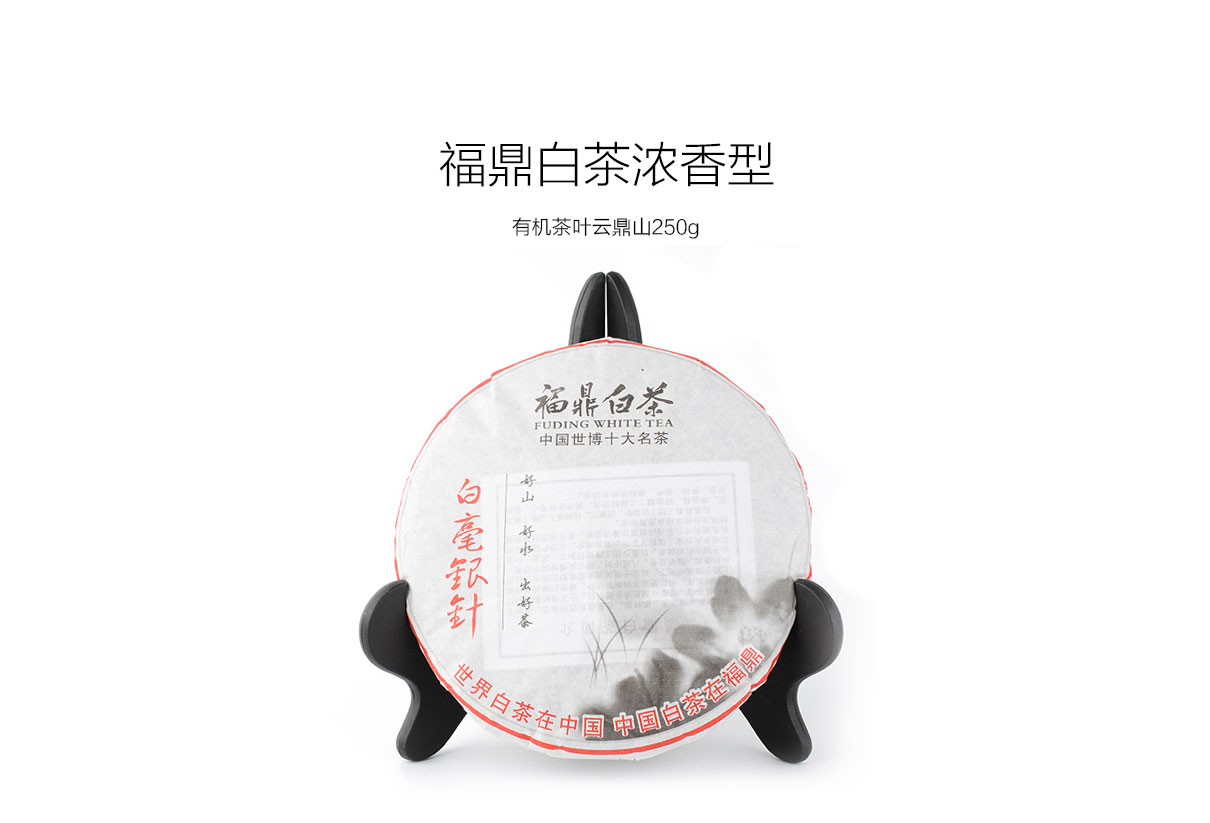 福鼎白茶浓香型
有机茶叶云鼎山250g
福鼎白茶
FUDING WHITE TEA
中国世博十大名茶
白毫銀針
好山 好水 出好茶
世界白茶在中国 中国白茶在福鼎